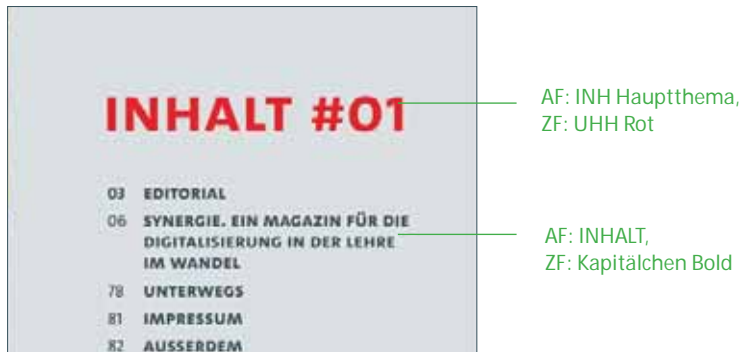 INHALT #01
AF: INH Hauptthema,
ZF: UHH Rot
03 EDITORIAL
06 SYNERGIE. EIN MAGAZIN FÜR DIE
DIGITALISIERUNG IN DER LEHRE
IM WANDEL
AF: INHALT,
ZF: Kapitälchen Bold
78 UNTERWEGS
81 IMPRESSUM
82 AUSSERDEM